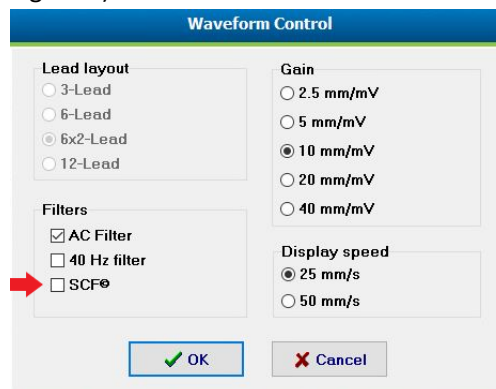 Waveform Control
Lead layout
3-Lead
6-Lead
6x2-Lead
12-Lead
Filters
AC Filter
40 Hz filter
SCF©
Gain
2.5 mm/mV
5 mm/mV
10 mm/mV
20 mm/mV
40 mm/mV
Display speed
25 mm/s
50 mm/s
OK
Cancel